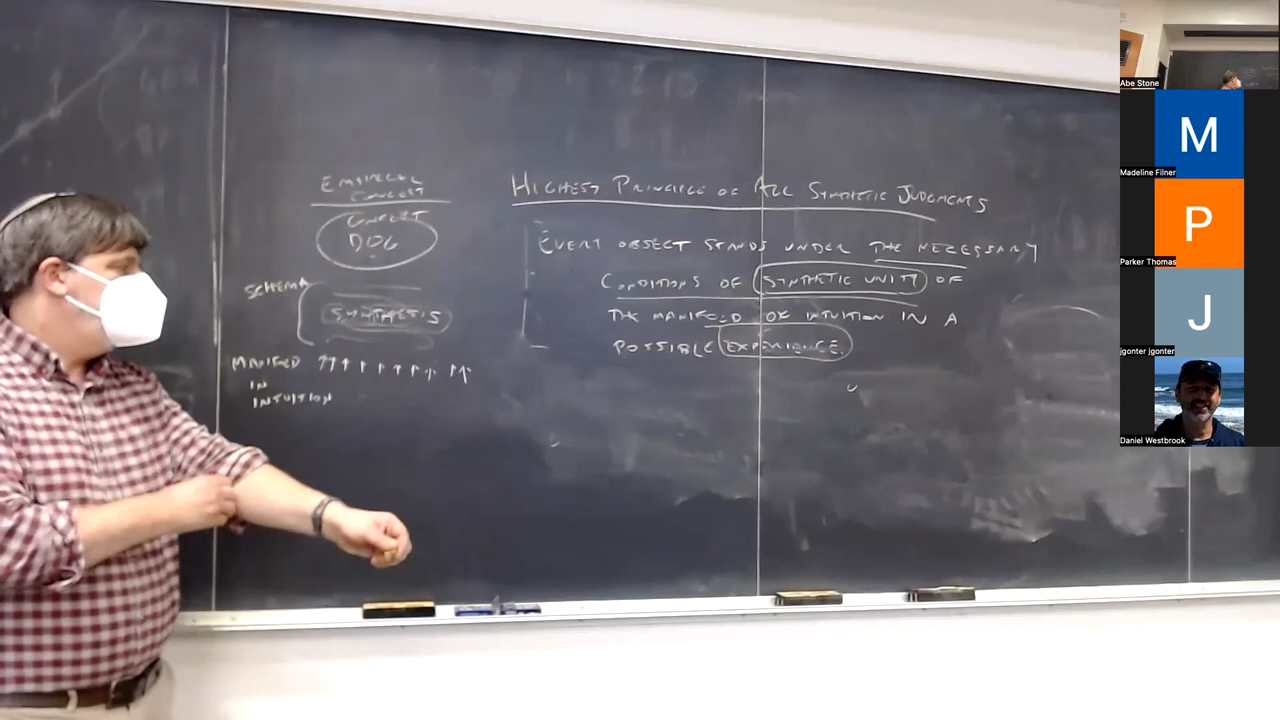 EMPIRICAL
CONCEPT
CONCEPT
DOG
SCHEMA
SYNTHESIS
MANIFOLD
IN
INTUITION
HIGHEST PRINCIPLE OF ALL SYNTHETIC JUDGMENTS
EVERY OBJECT STANDS UNDER THE NECESSARY
CONDITIONS OF SYNTHETIC UNITY OF
THE MANIFOLD OF INTUITION IN A
POSSIBLE EXPERIENCE.
Abe Stone
M
Madeline Filner
P
Parker Thomas
J
jgonter jgonter
Daniel Westbrook